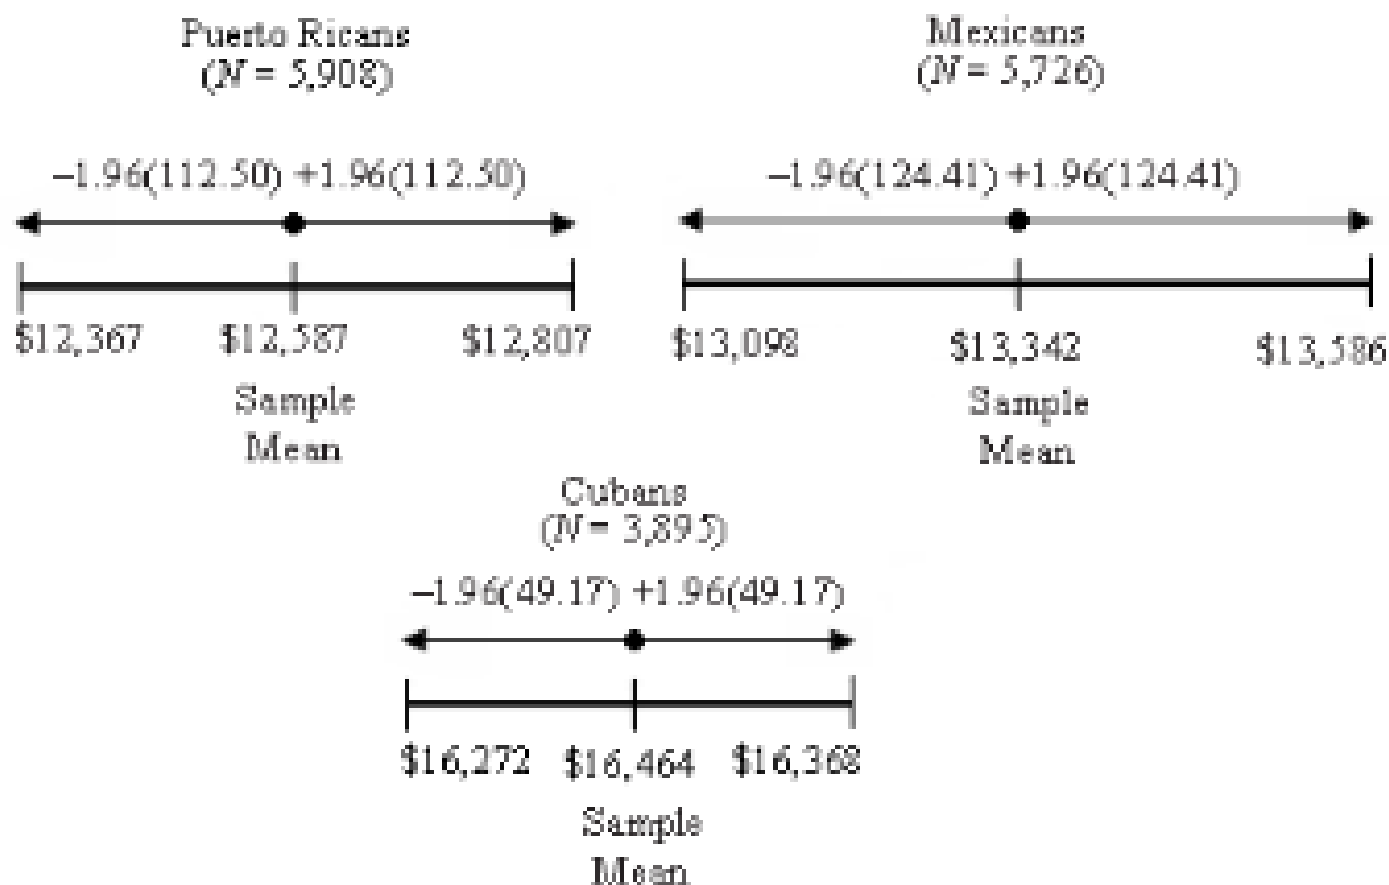 Puerto Ricans
(N = 5,908)
–1.96(112.50) +1.96(112.50)
$12,367 $12,587 $12,807
Sample
Mean
Mexicans
(N = 5,726)
–1.96(124.41) +1.96(124.41)
$13,098 $13,342 $13,586
Sample
Mean
Cubans
(N = 3,895)
–1.96(49.17) +1.96(49.17)
$16,272 $16,464 $16,368
Sample
Mean